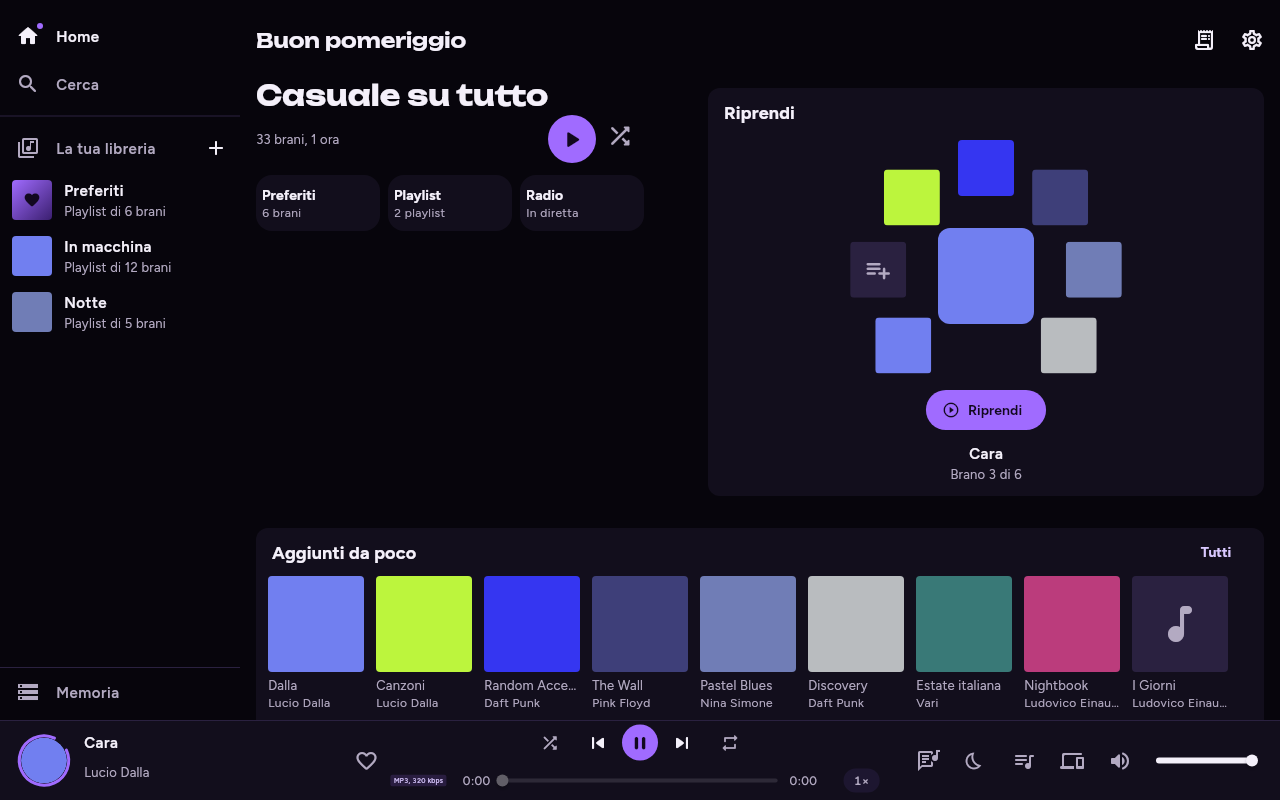 Home
Cerca
La tua libreria
Preferiti
Playlist di 6 brani
In macchina
Playlist di 12 brani
Notte
Playlist di 5 brani
Memoria
Buon pomeriggio
Casuale su tutto
33 brani, 1 ora
Preferiti
6 brani
Playlist
2 playlist
Radio
In diretta
Riprendi
Riprendi
Cara
Brano 3 di 6
Aggiunti da poco
Tutti
Dalla
Lucio Dalla
Canzoni
Lucio Dalla
Random Acce...
Daft Punk
The Wall
Pink Floyd
Pastel Blues
Nina Simone
Discovery
Daft Punk
Estate italiana
Vari
Nightbook
Ludovico Einau...
I Giorni
Ludovico Einau...
Cara
Lucio Dalla
MP3, 320 kbps
0:00
0:00
1×